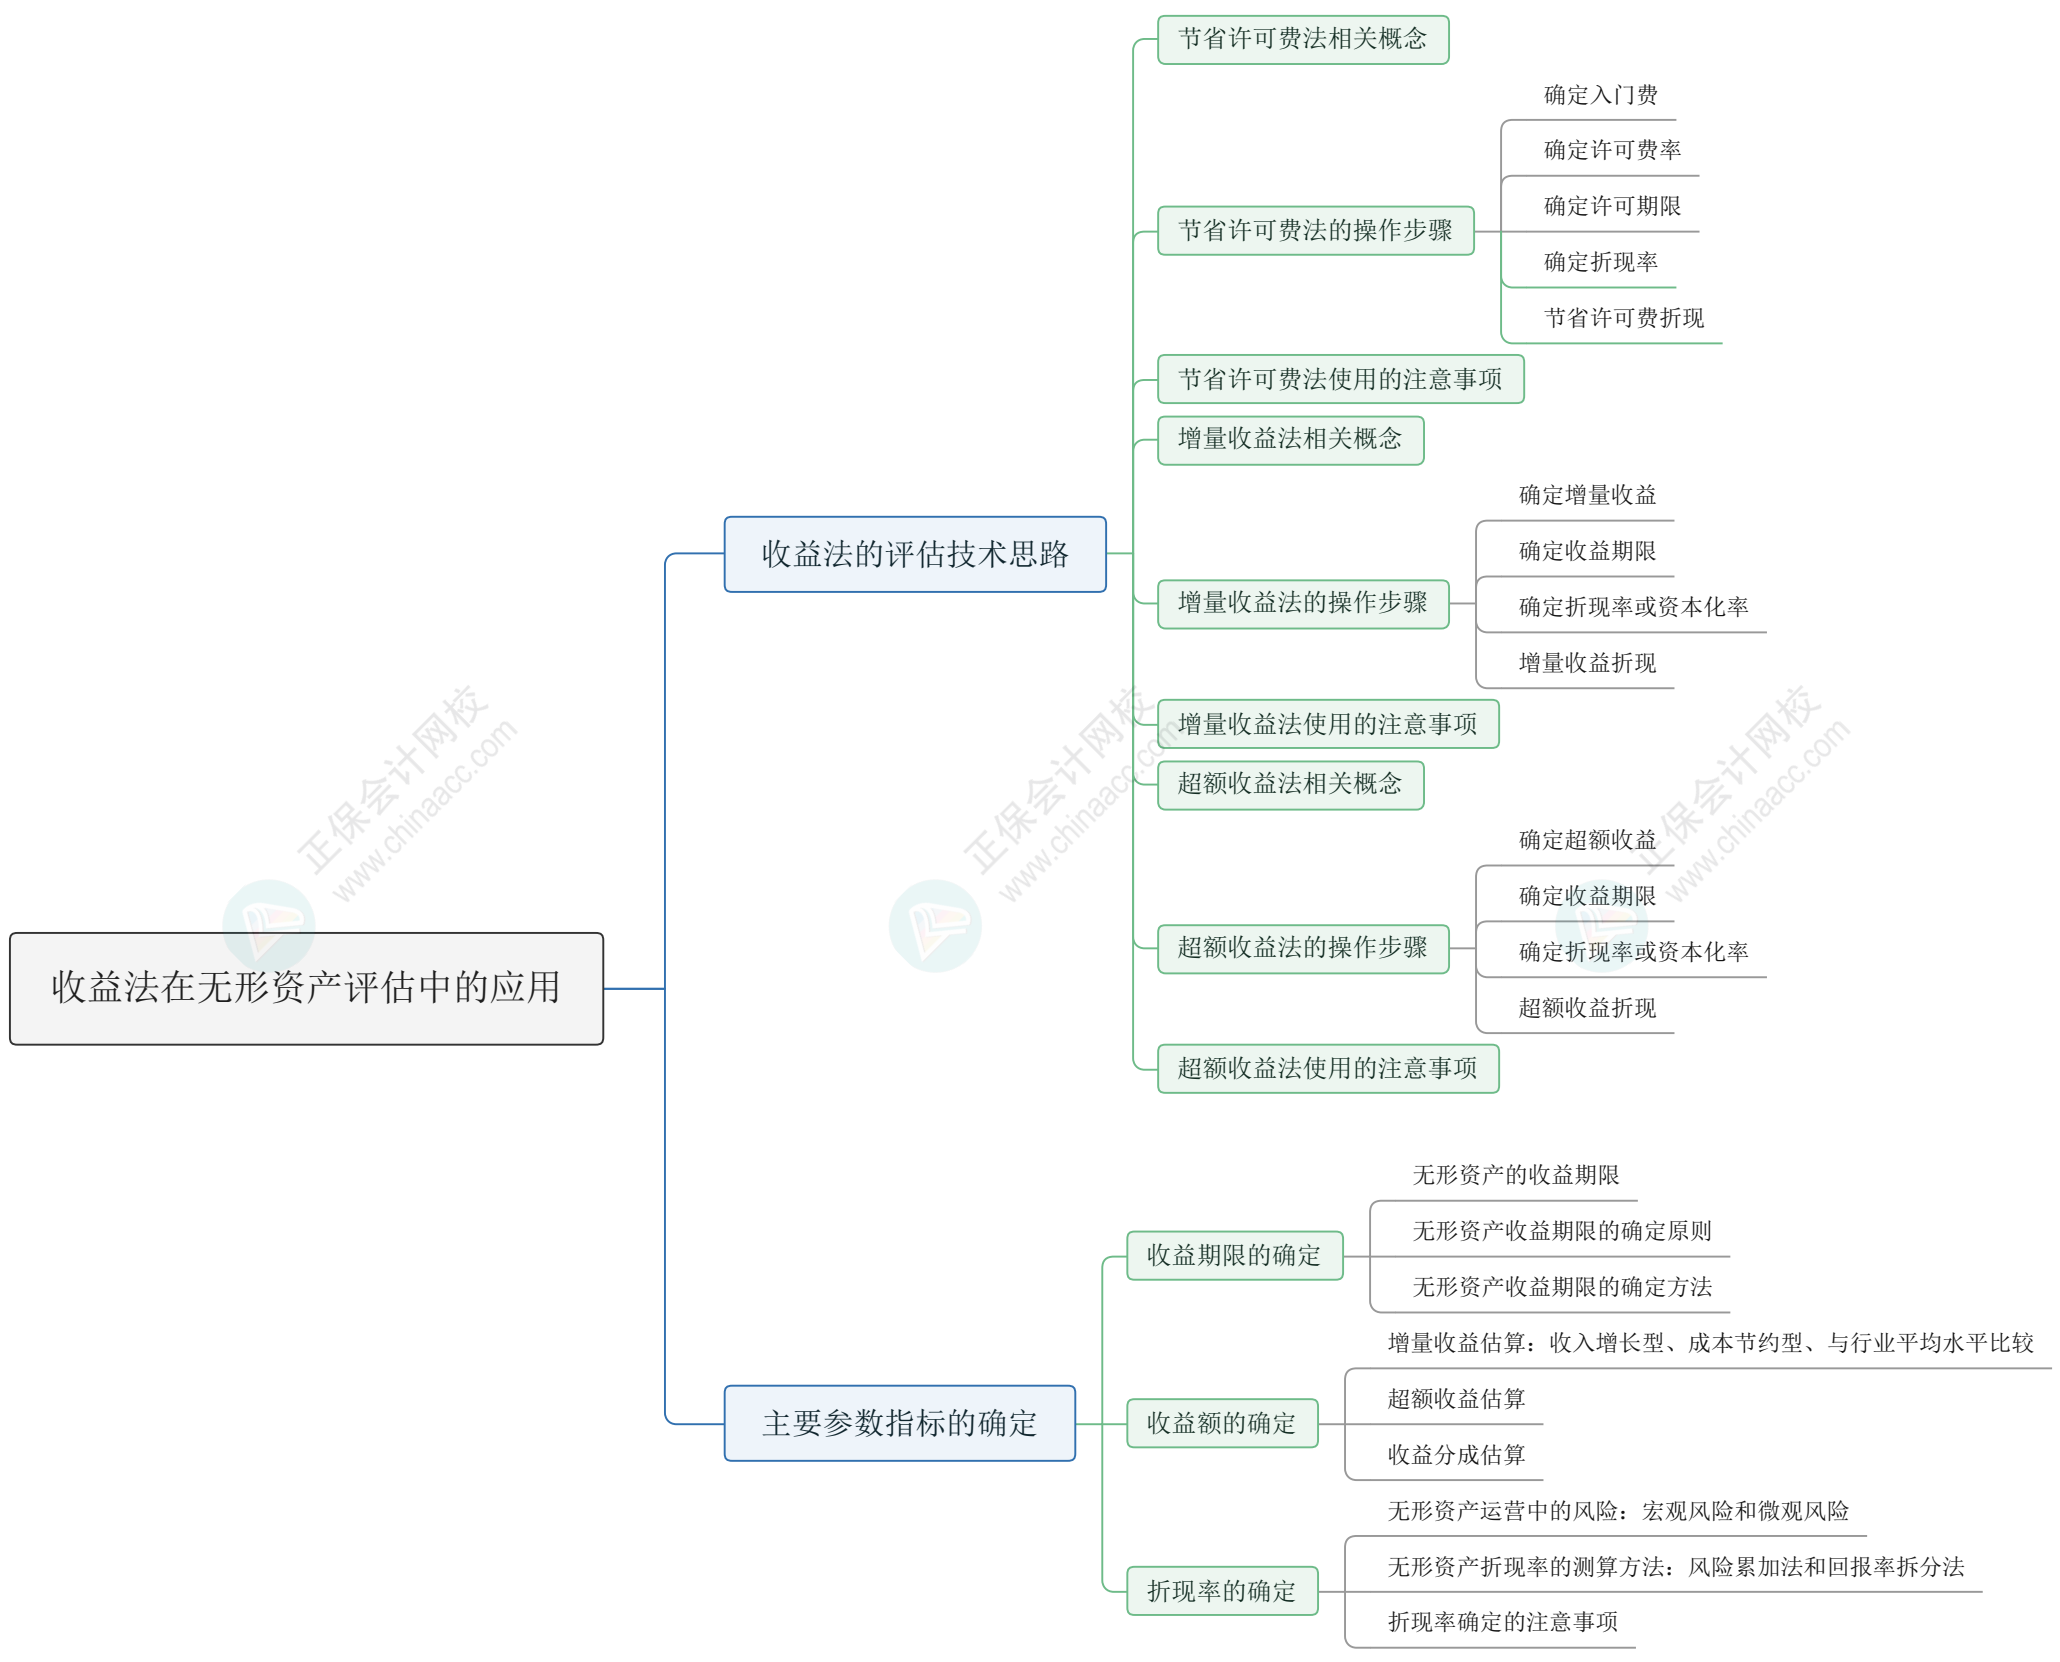 收益法在无形资产评估中的应用
收益法的评估技术思路
节省许可费法相关概念
节省许可费法的操作步骤
确定入门费
确定许可费率
确定许可期限
确定折现率
节省许可费折现
节省许可费法使用的注意事项
增量收益法相关概念
增量收益法的操作步骤
确定增量收益
确定收益期限
确定折现率或资本化率
增量收益折现
增量收益法使用的注意事项
超额收益法相关概念
超额收益法的操作步骤
确定超额收益
确定收益期限
确定折现率或资本化率
超额收益折现
超额收益法使用的注意事项
主要参数指标的确定
收益期限的确定
无形资产的收益期限
无形资产收益期限的确定原则
无形资产收益期限的确定方法
收益额的确定
增量收益估算：收入增长型、成本节约型、与行业平均水平比较
超额收益估算
收益分成估算
折现率的确定
无形资产运营中的风险：宏观风险和微观风险
无形资产折现率的测算方法：风险累加法和回报率拆分法
折现率确定的注意事项
正保会计网校
www.chinaacc.com
正保会计网校
www.chinaacc.com
正保会计网校
www.chinaacc.com